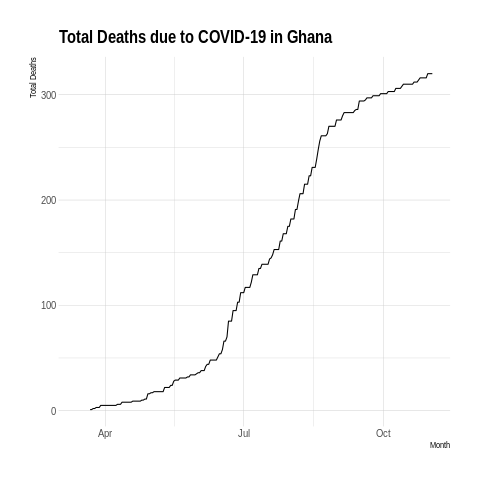 Total Deaths due to COVID-19 in Ghana
Total Deaths
300
200
100
0
Apr Jul Oct
Month